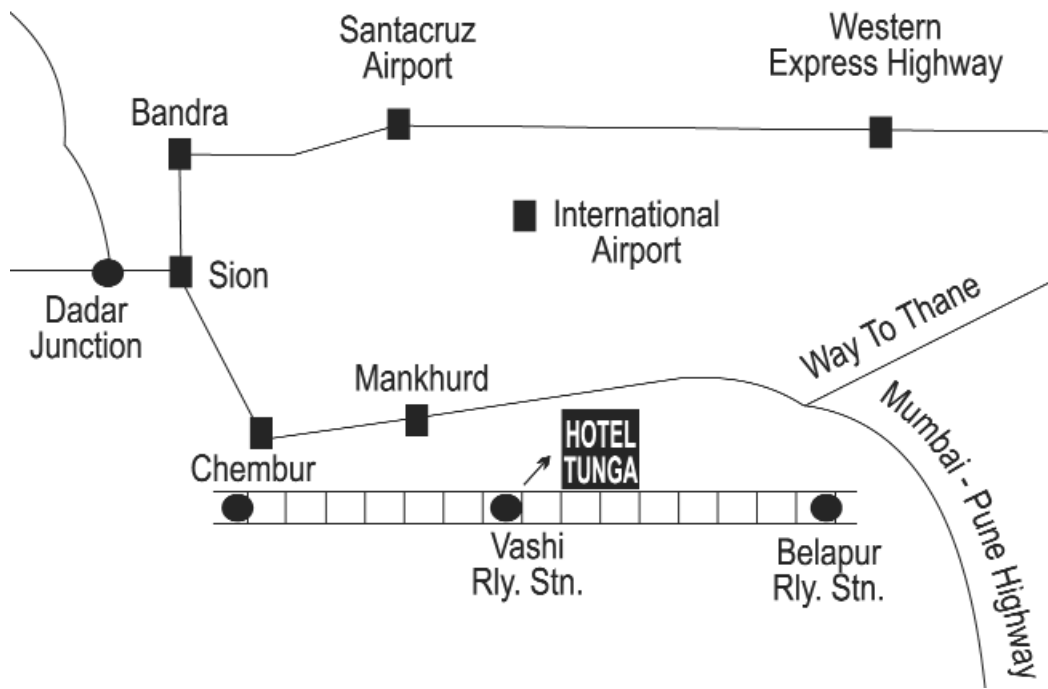 Santacruz
Airport
Western
Express Highway
Bandra
International
Airport
Sion
Dadar
Junction
Way To Thane
Mankhurd
Mumbai - Pune Highway
HOTEL
TUNGA
Chembur
Vashi
Rly. Stn.
Belapur
Rly. Stn.